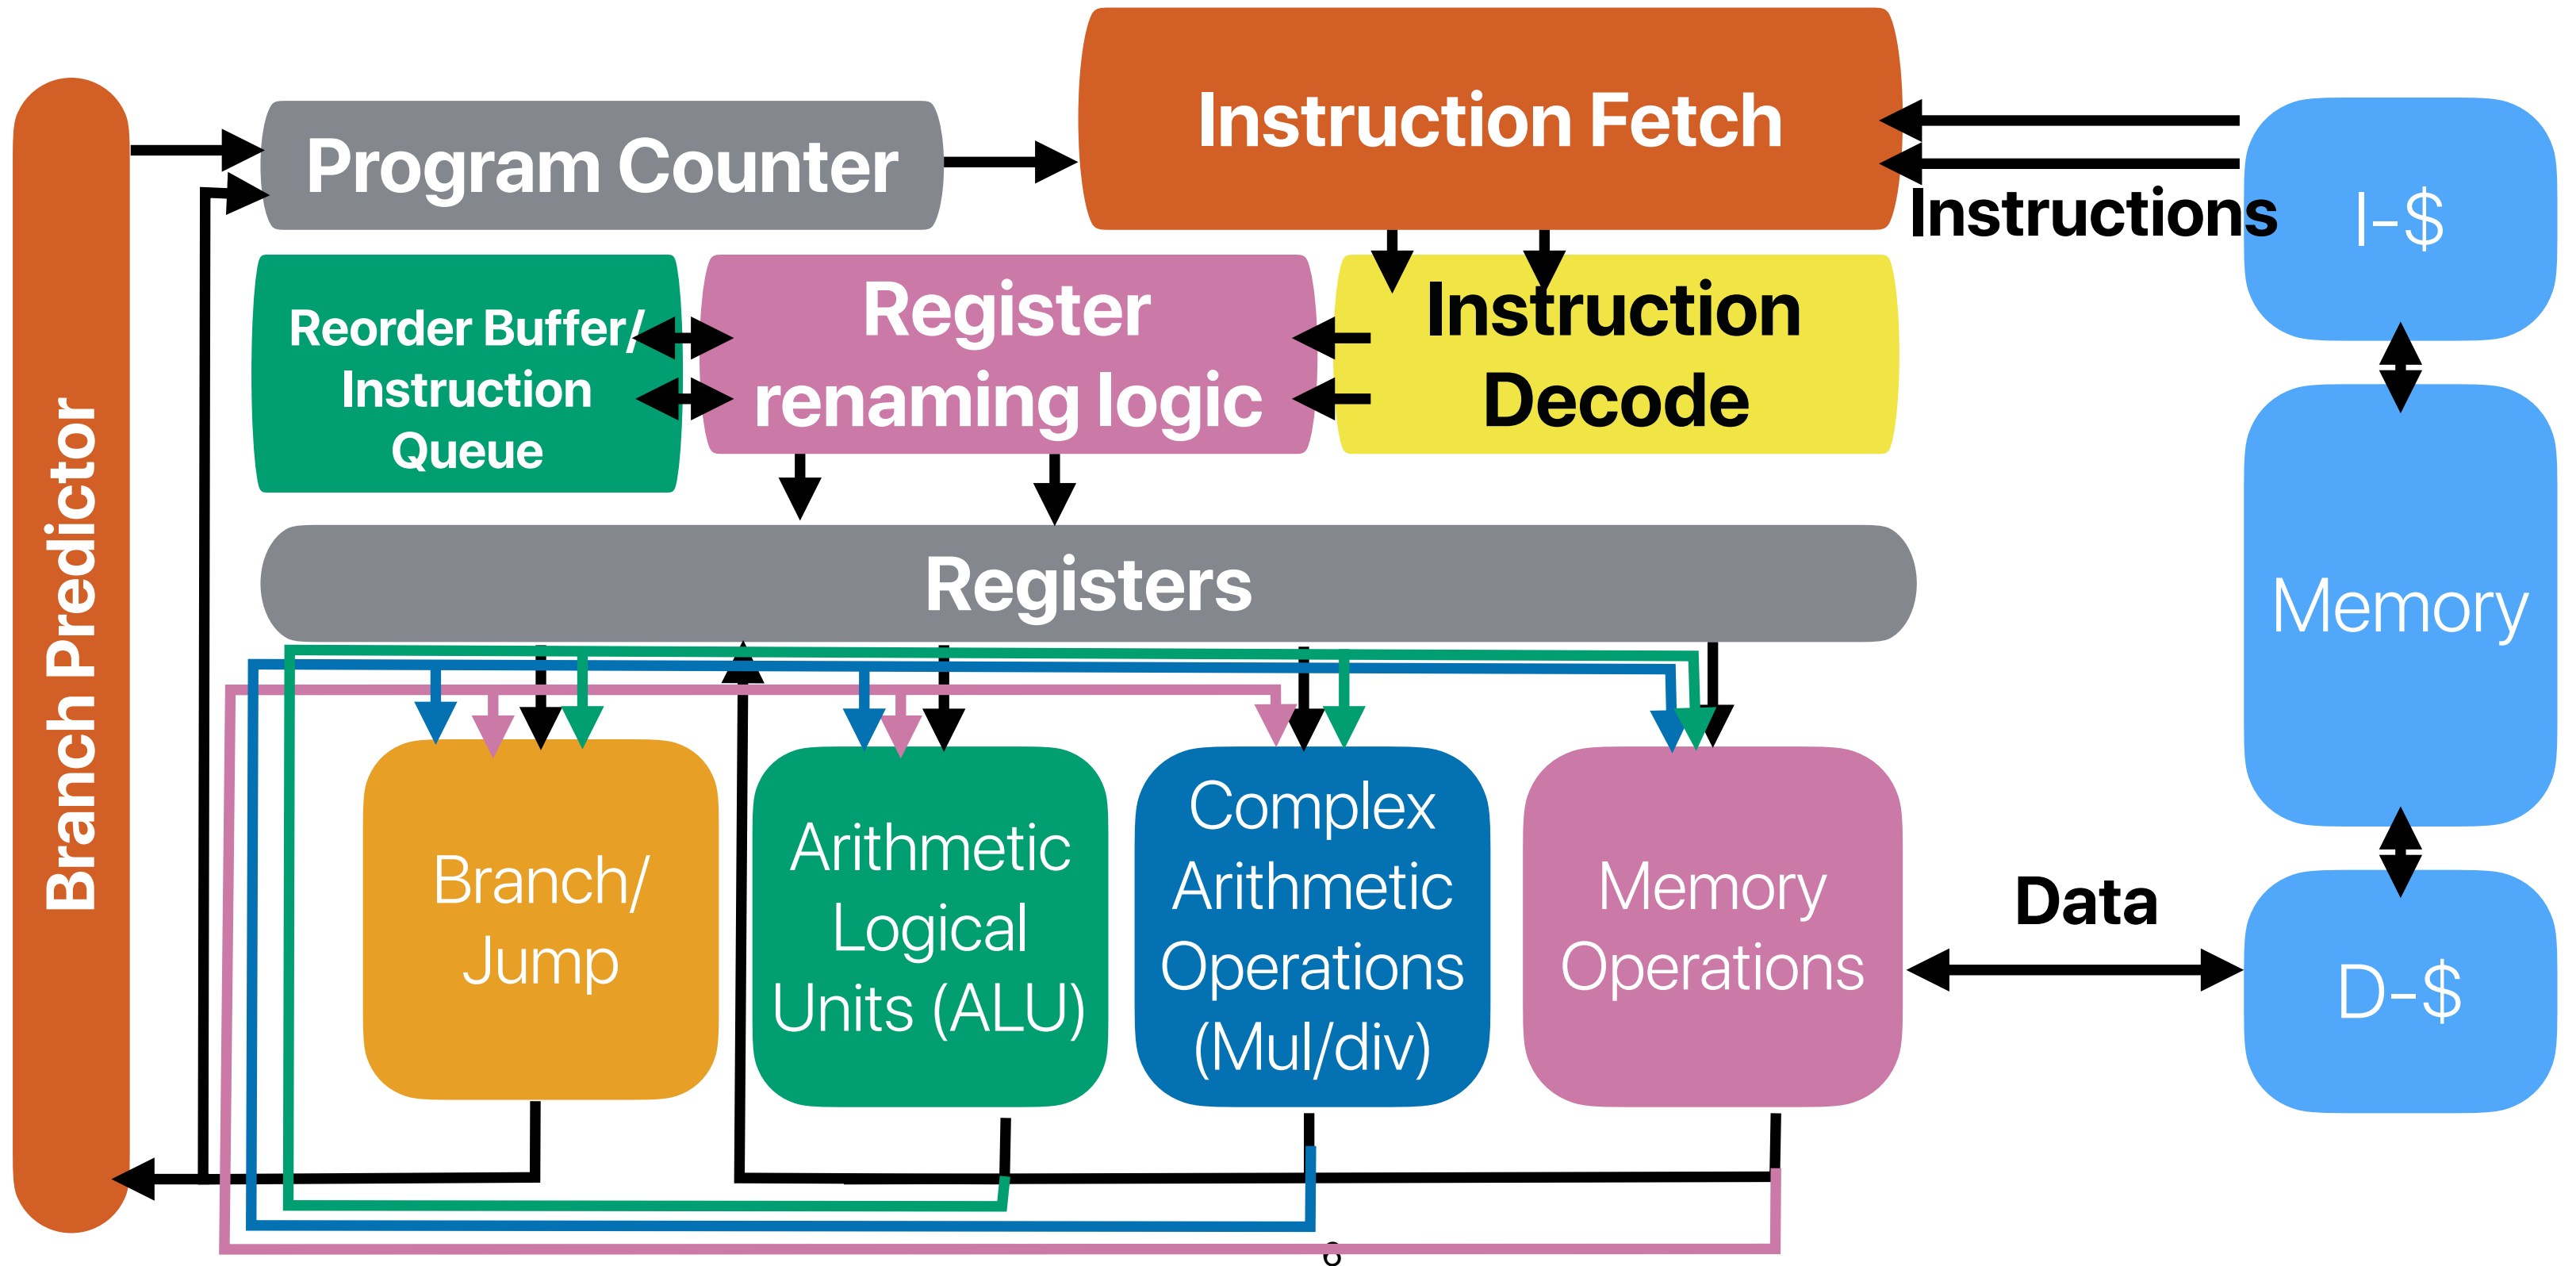 Branch Predictor
Program Counter
Instruction Fetch
Instructions
I-$
Reorder Buffer/
Instruction
Queue
Register
renaming logic
Instruction
Decode
Registers
Memory
Branch/
Jump
Arithmetic
Logical
Units (ALU)
Complex
Arithmetic
Operations
(Mul/div)
Memory
Operations
Data
D-$